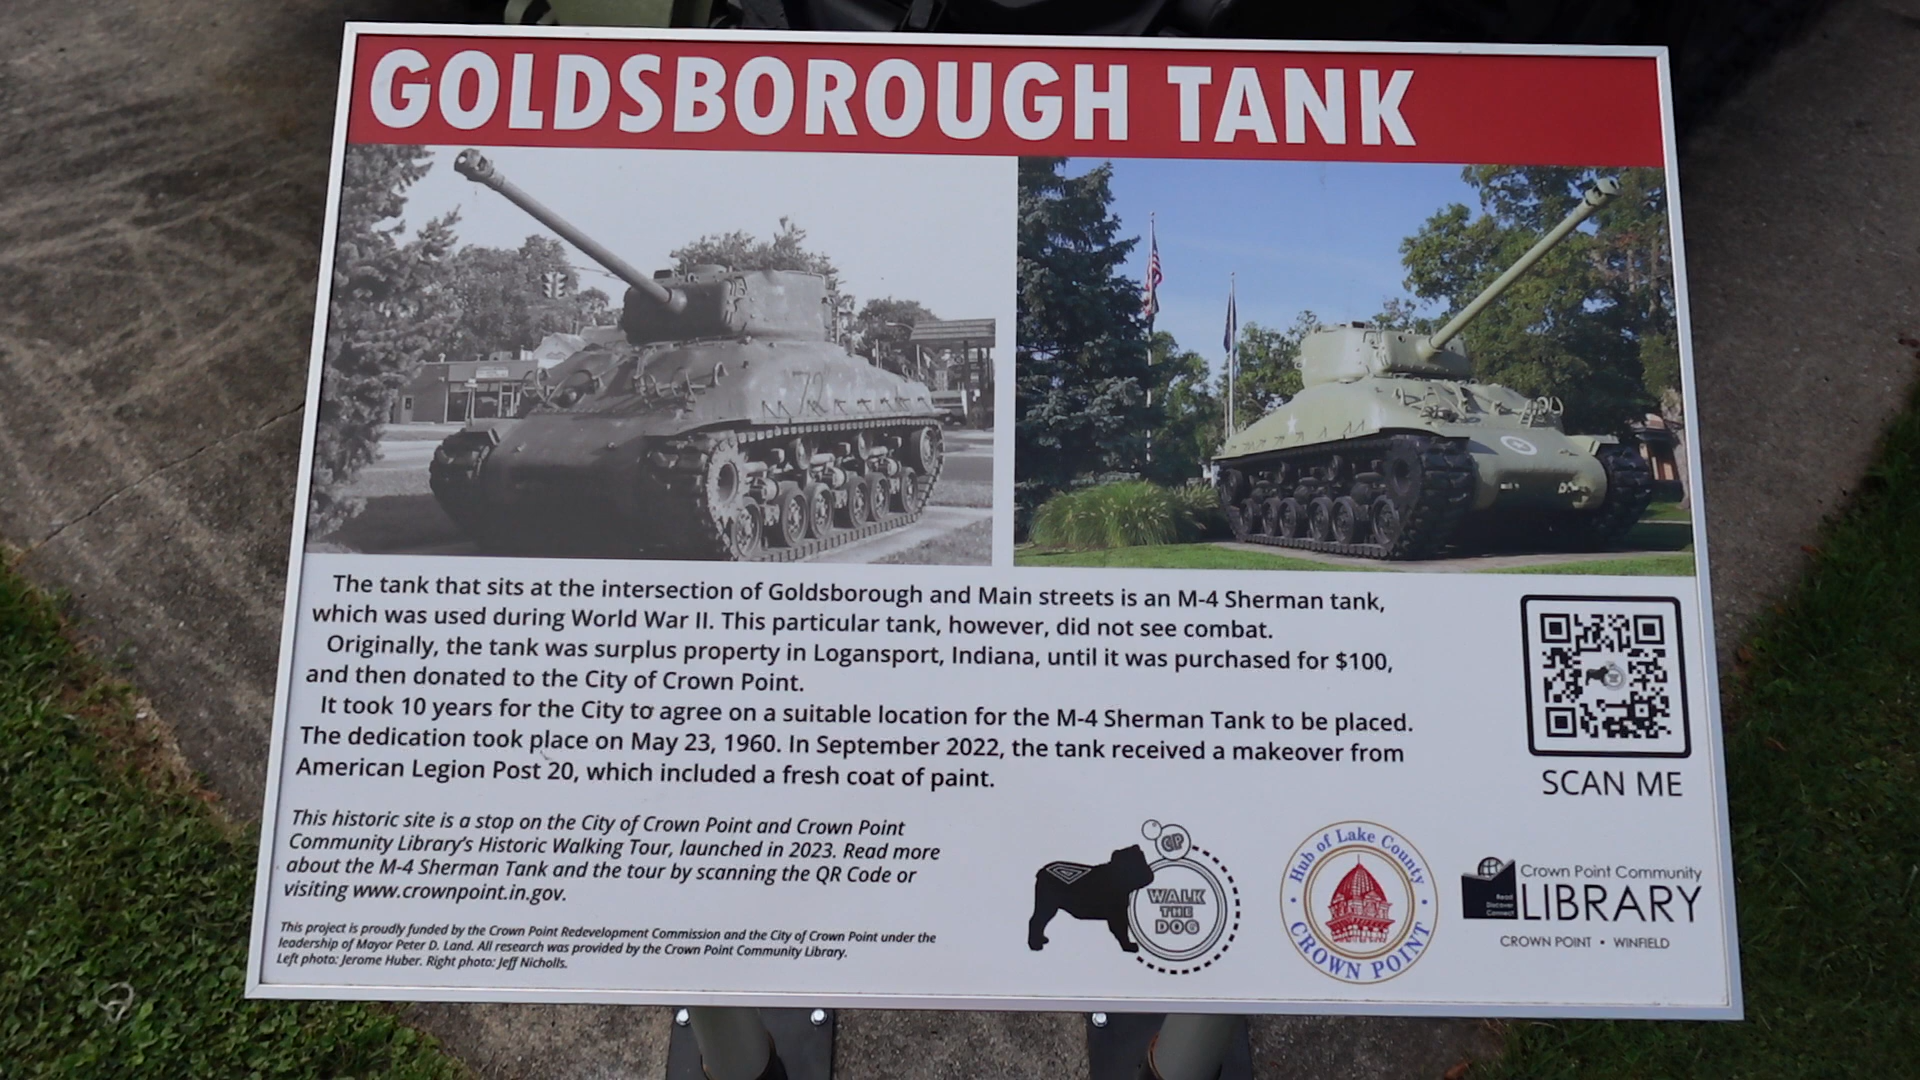 GOLDSBOROUGH TANK
The tank that sits at the intersection of Goldsborough and Main streets is an M-4 Sherman tank,
which was used during World War II. This particular tank, however, did not see combat.
Originally, the tank was surplus property in Logansport, Indiana, until it was purchased for $100,
and then donated to the City of Crown Point.
It took 10 years for the City to agree on a suitable location for the M-4 Sherman Tank to be placed.
The dedication took place on May 23, 1960. In September 2022, the tank received a makeover from
American Legion Post 20, which included a fresh coat of paint.
SCAN ME
This historic site is a stop on the City of Crown Point and Crown Point
Community Library's Historic Walking Tour, launched in 2023. Read more
about the M-4 Sherman Tank and the tour by scanning the QR Code or
visiting www.crownpoint.in.gov.
This project is proudly funded by the Crown Point Redevelopment Commission and the City of Crown Point under the
leadership of Mayor Peter D. Land. All research was provided by the Crown Point Community Library.
Left photo: Jerome Huber. Right photo: Jeff Nicholls.
CP
WALK
THE
DOG
Hub of Lake County
CROWN POINT
Read
Discover
Connect
Crown Point Community
LIBRARY
CROWN POINT • WINFIELD